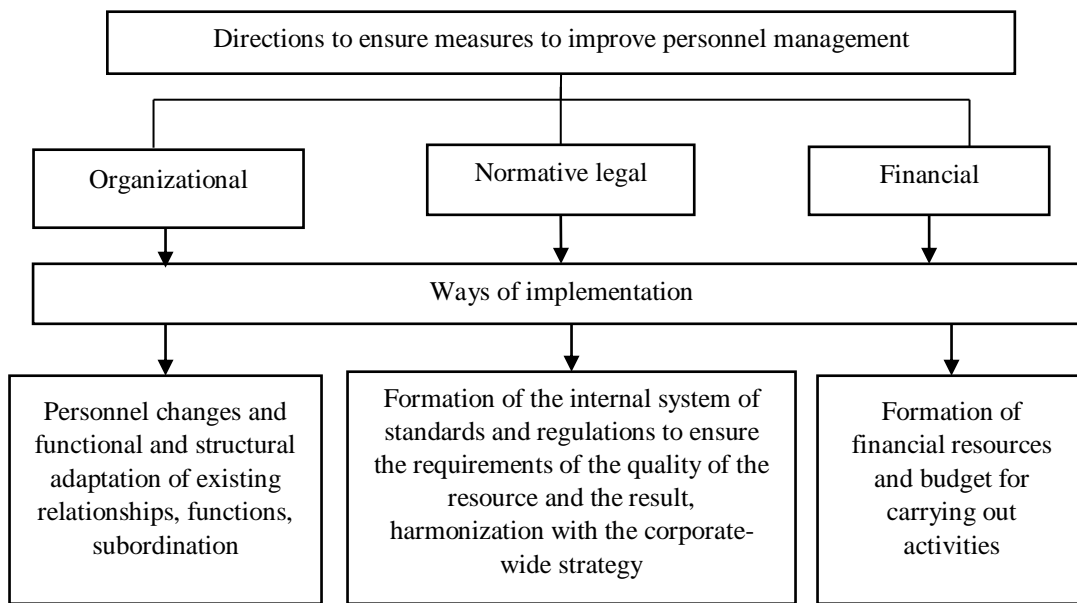 Directions to ensure measures to improve personnel management
Organizational
Normative legal
Financial
Ways of implementation
Personnel changes and
functional and structural
adaptation of existing
relationships, functions,
subordination
Formation of the internal system of
standards and regulations to ensure
the requirements of the quality of the
resource and the result,
harmonization with the corporate-
wide strategy
Formation of
financial resources
and budget for
carrying out
activities